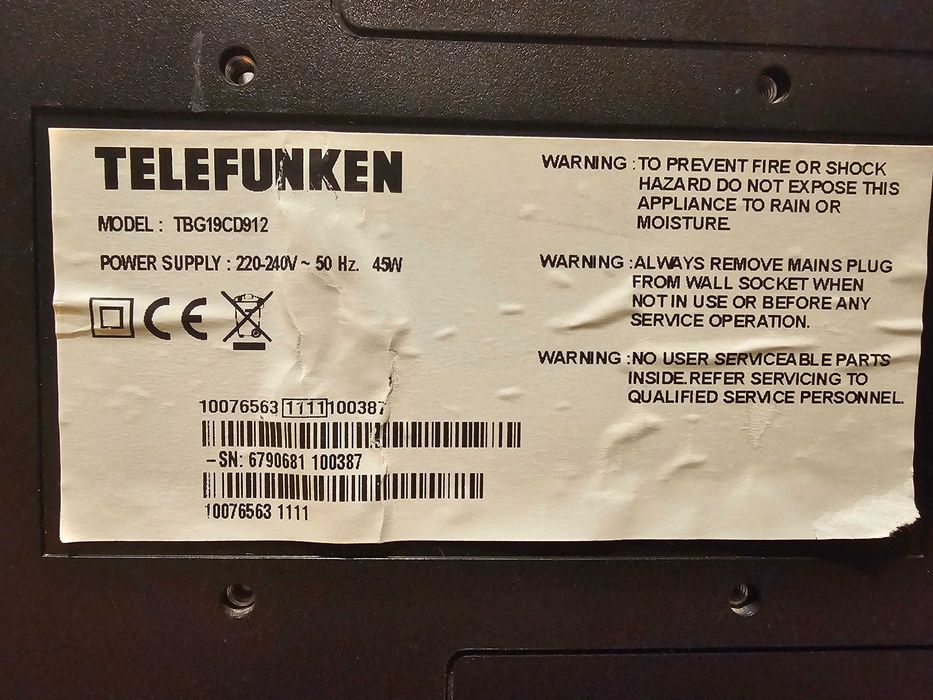 TELEFUNKEN
MODEL : TBG19CD912
POWER SUPPLY : 220-240V ~ 50 Hz. 45W
CE
10076563 1111 100387
-SN: 6790681 100387
10076563 1111
WARNING : TO PREVENT FIRE OR SHOCK
HAZARD DO NOT EXPOSE THIS
APPLIANCE TO RAIN OR
MOISTURE.
WARNING :ALWAYS REMOVE MAINS PLUG
FROM WALL SOCKET WHEN
NOT IN USE OR BEFORE ANY
SERVICE OPERATION.
WARNING :NO USER SERVICEABLE PARTS
INSIDE.REFER SERVICING TO
QUALIFIED SERVICE PERSONNEL.